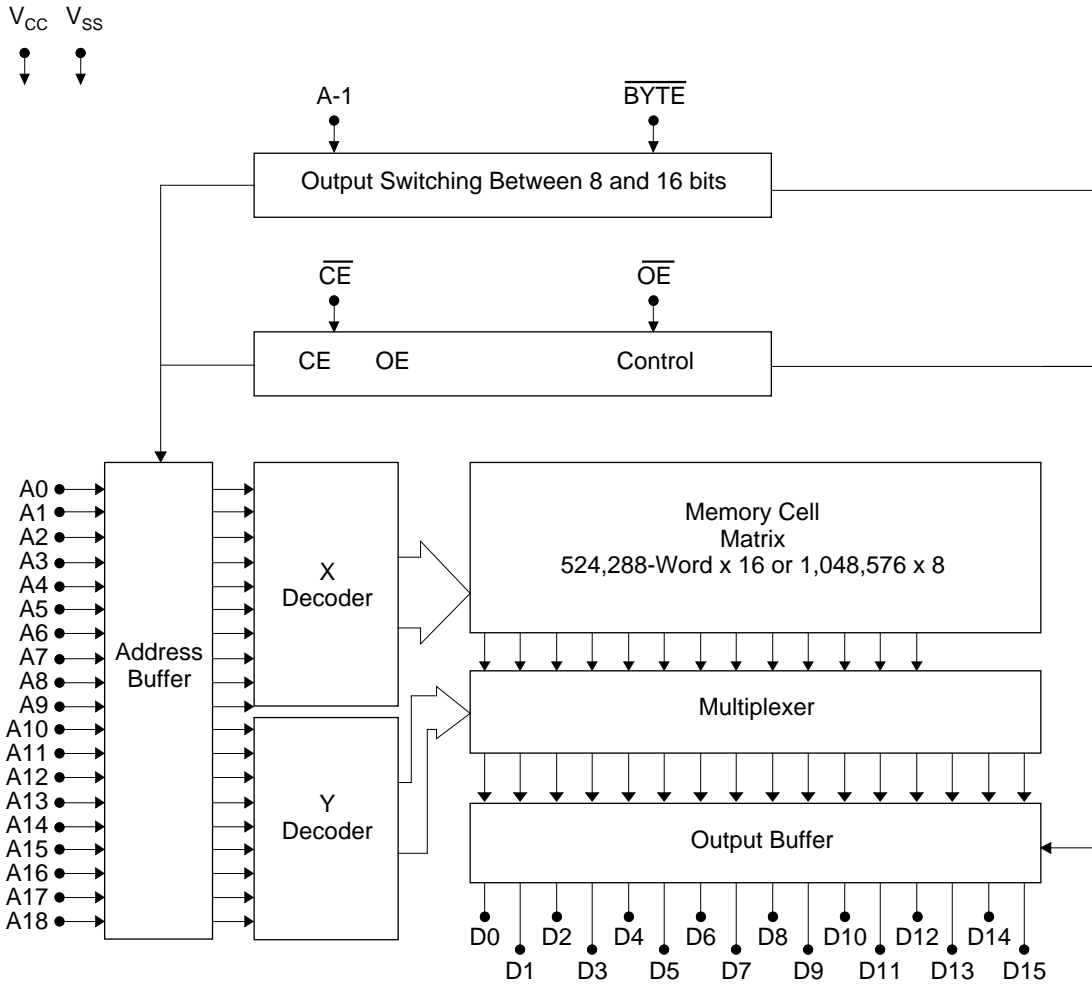 VCC VSS
A-1 BYTE
Output Switching Between 8 and 16 bits
CE OE
CE OE Control
A0
A1
A2
A3
A4
A5
A6
A7
A8
A9
A10
A11
A12
A13
A14
A15
A16
A17
A18
Address
Buffer
X
Decoder
Y
Decoder
Memory Cell
Matrix
524,288-Word x 16 or 1,048,576 x 8
Multiplexer
Output Buffer
D0 D2 D4 D6 D8 D10 D12 D14
D1 D3 D5 D7 D9 D11 D13 D15